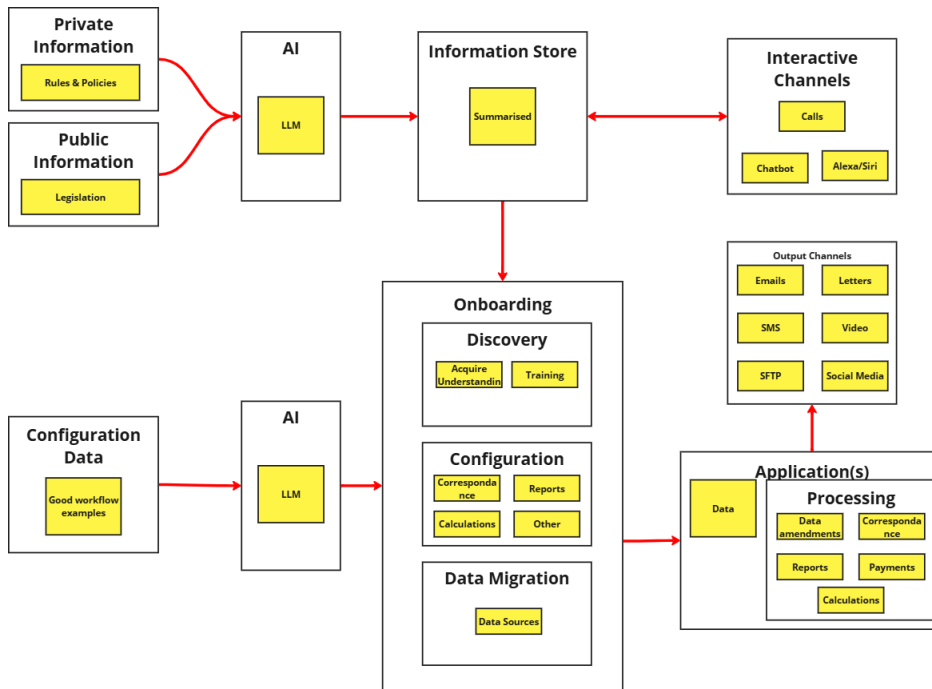 Private
Information
Rules & Policies
Public
Information
Legislation
AI
LLM
Information Store
Summarised
Interactive
Channels
Calls
Chatbot
Alexa/Siri
Output Channels
Emails
Letters
SMS
Video
SFTP
Social Media
Onboarding
Discovery
Acquire
Understandin
Training
Configuration
Corresponda
nce
Reports
Calculations
Other
Data Migration
Data Sources
Configuration
Data
Good workflow
examples
AI
LLM
Application(s)
Data
Processing
Data
amendments
Corresponda
nce
Reports
Payments
Calculations